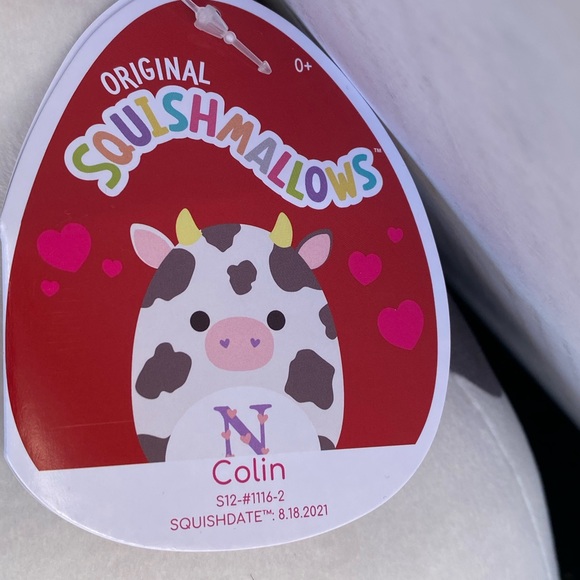 0+
ORIGINAL
SQUISHMALLOWS™
N
Colin
S12-#1116-2
SQUISHDATE™: 8.18.2021